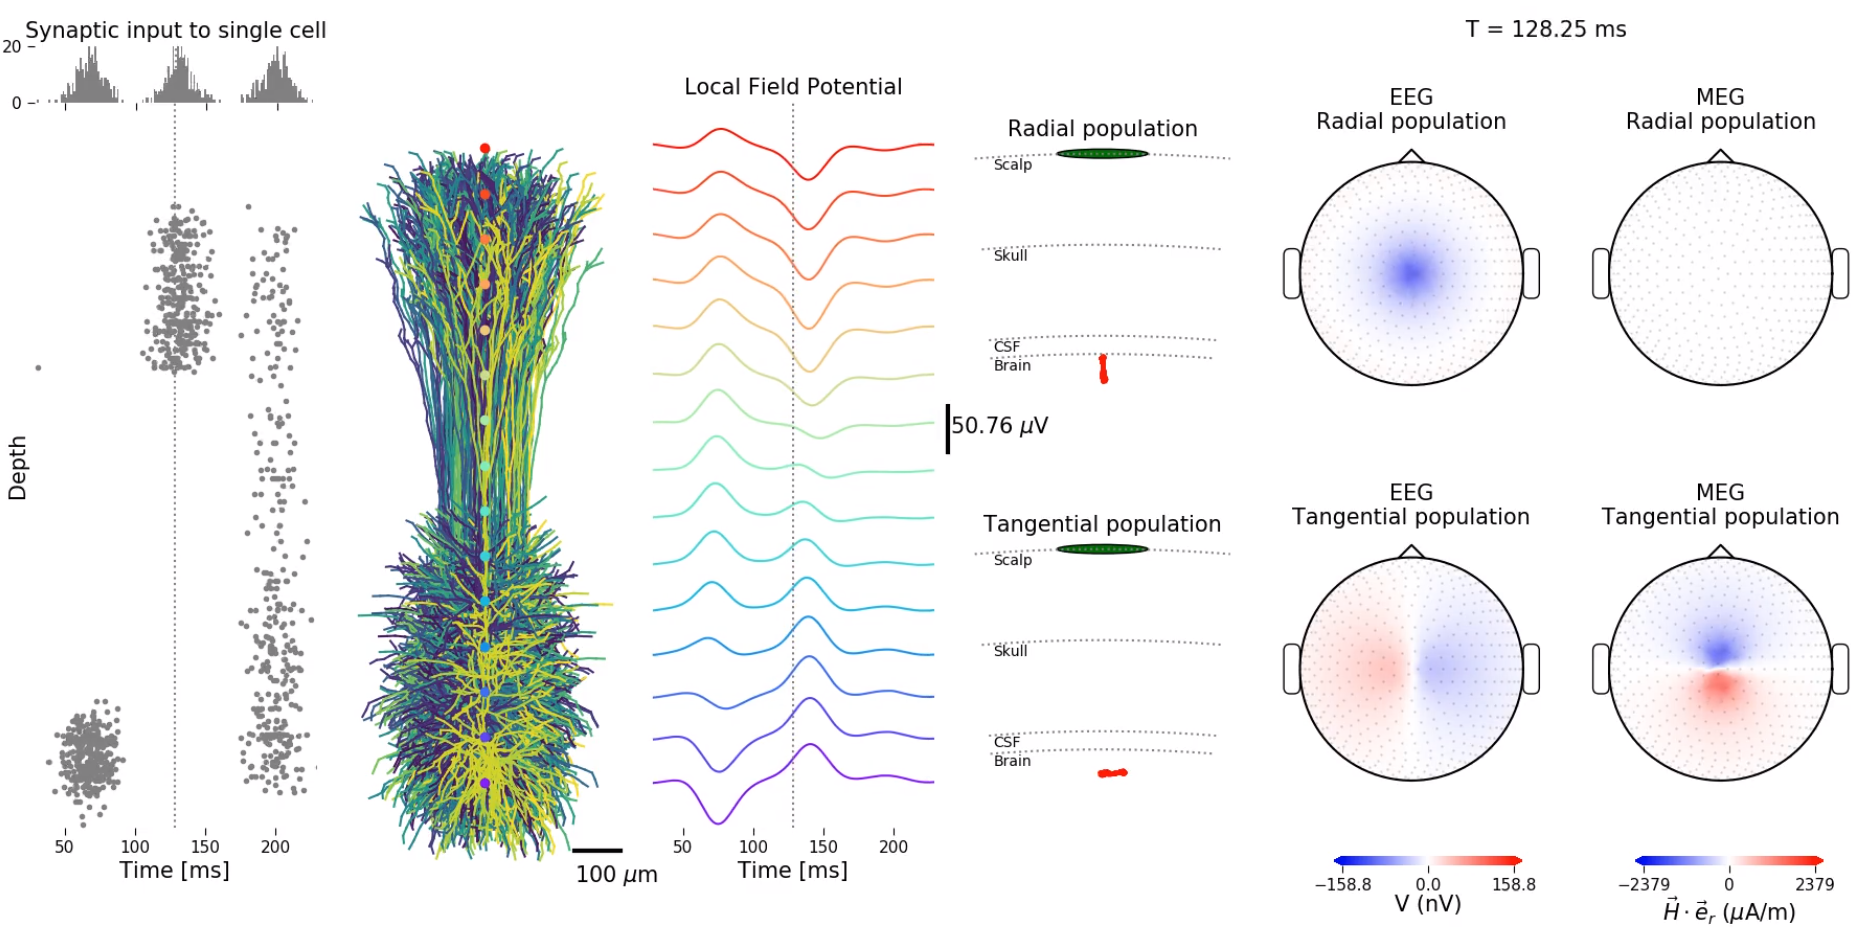 Synaptic input to single cell
20
0
Depth
50
100
150
200
Time [ms]
100 μm
Local Field Potential
50.76 μV
50
100
150
200
Time [ms]
Radial population
Scalp
Skull
CSF
Brain
Tangential population
Scalp
Skull
CSF
Brain
T = 128.25 ms
EEG
Radial population
MEG
Radial population
EEG
Tangential population
MEG
Tangential population
−158.8
0.0
158.8
V (nV)
−2379
0
2379
H⃗ · e⃗r (μA/m)